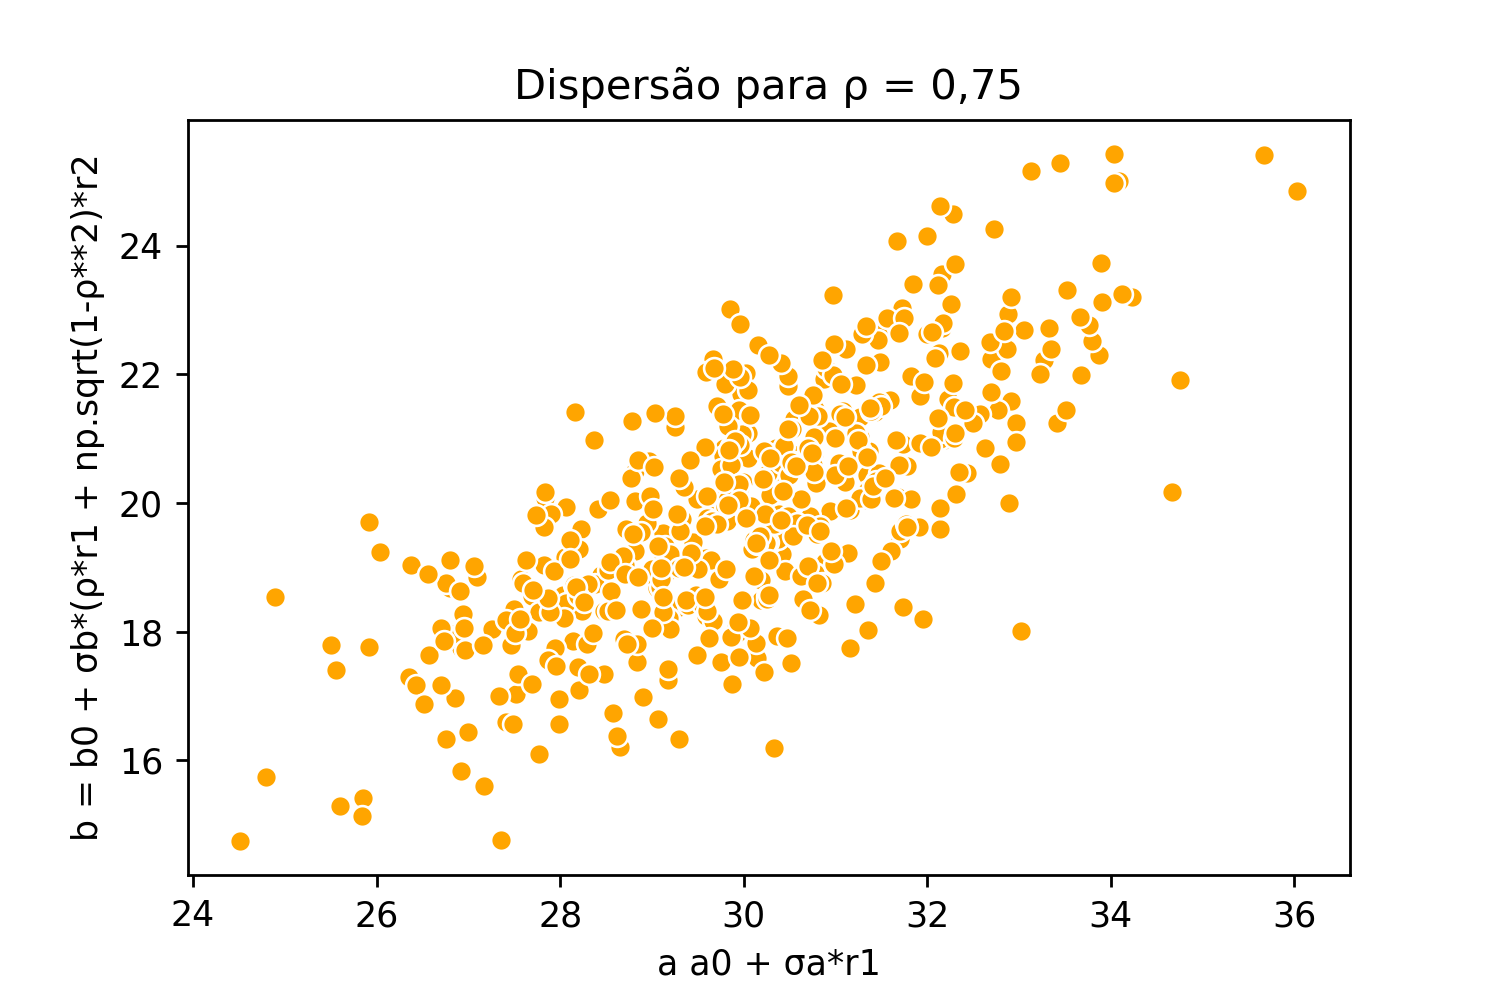 Dispersão para ρ = 0,75
b = b0 + σb*(ρ*r1 + np.sqrt(1-ρ**2)*r2
24
22
20
18
16
24 26 28 30 32 34 36
a a0 + σa*r1